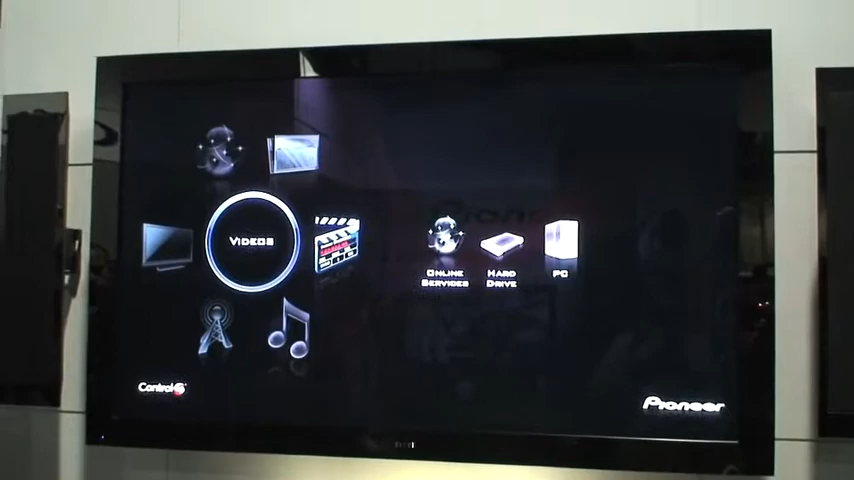 VIDEOS
ONLINE SERVICES
HARD DRIVE
PC
Control4
Pioneer